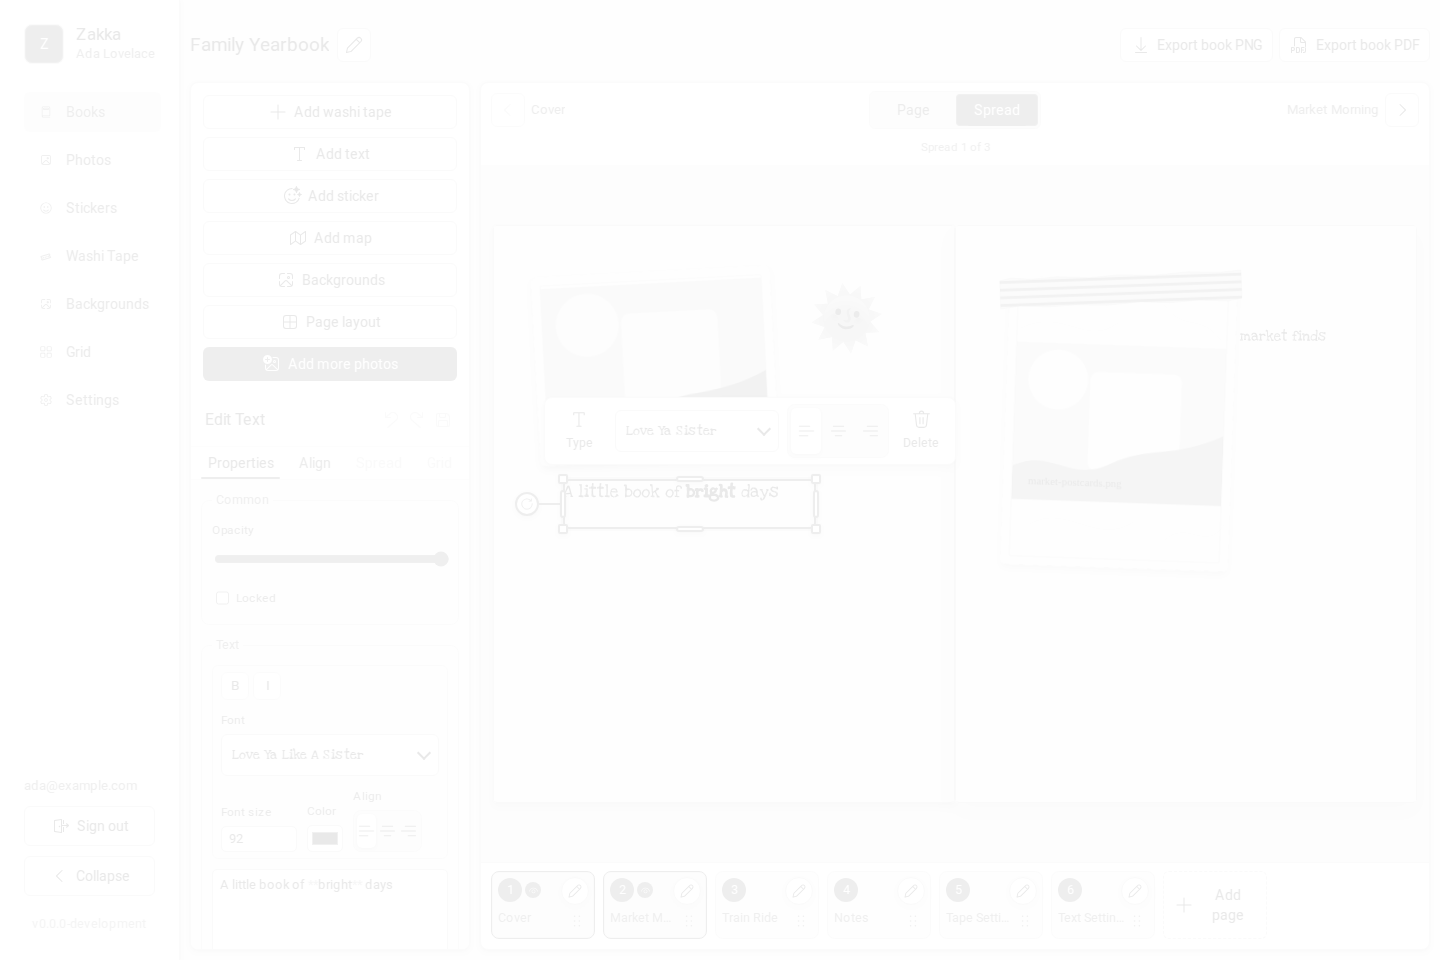 Z
Zakka
Ada Lovelace
Books
Photos
Stickers
Washi Tape
Backgrounds
Grid
Settings
ada@example.com
Sign out
Collapse
v0.0.0-development
Family Yearbook
Export book PNG
Export book PDF
Add washi tape
Add text
Add sticker
Add map
Backgrounds
Page layout
Add more photos
Edit Text
Properties
Align
Spread
Grid
Common
Opacity
Locked
Text
B
I
Font
Love Ya Like A Sister
Font size
Color
Align
92
A little book of **bright** days
Cover
Page
Spread
Market Morning
Spread 1 of 3
Type
Love Ya Sister
Delete
A little book of bright days
market finds
market-postcards.png
1
Cover
2
Market M...
3
Train Ride
4
Notes
5
Tape Setti...
6
Text Settin...
Add
page